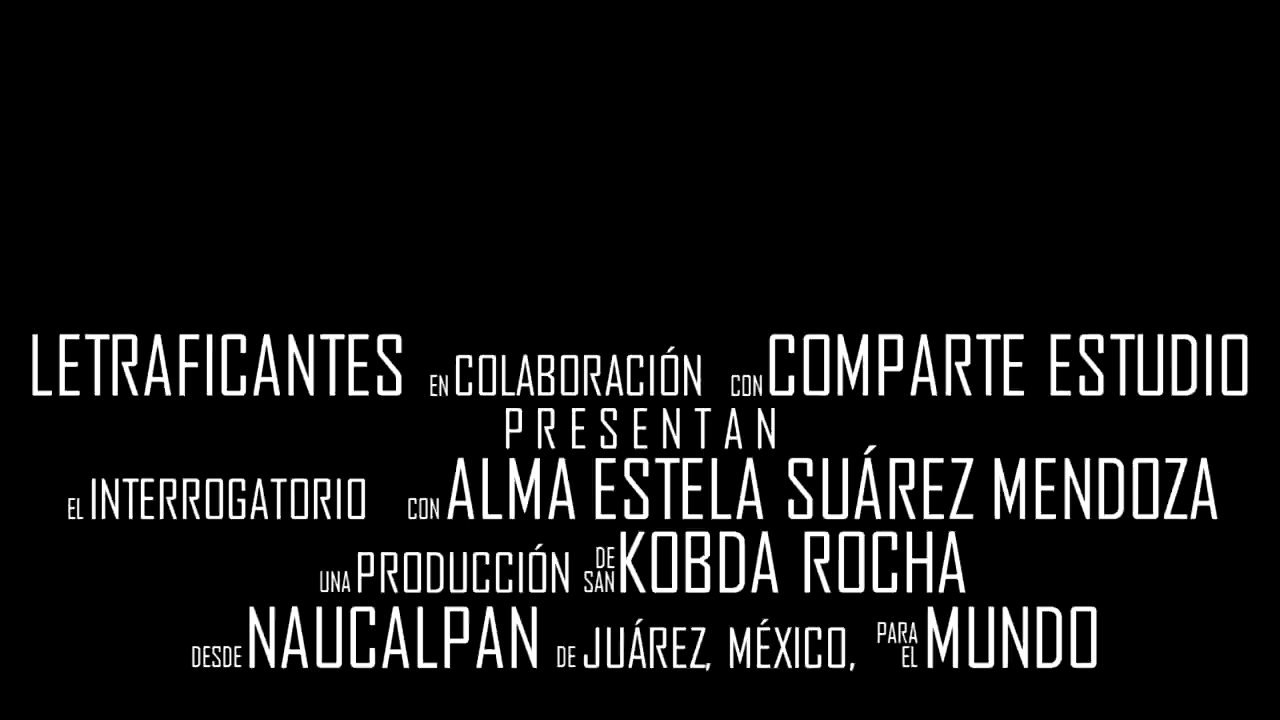 LETRAFICANTES EN COLABORACIÓN CON COMPARTE ESTUDIO
PRESENTAN
EL INTERROGATORIO CON ALMA ESTELA SUÁREZ MENDOZA
UNA PRODUCCIÓN DE SAN KOBDA ROCHA
DESDE NAUCALPAN DE JUÁREZ, MÉXICO, PARA EL MUNDO